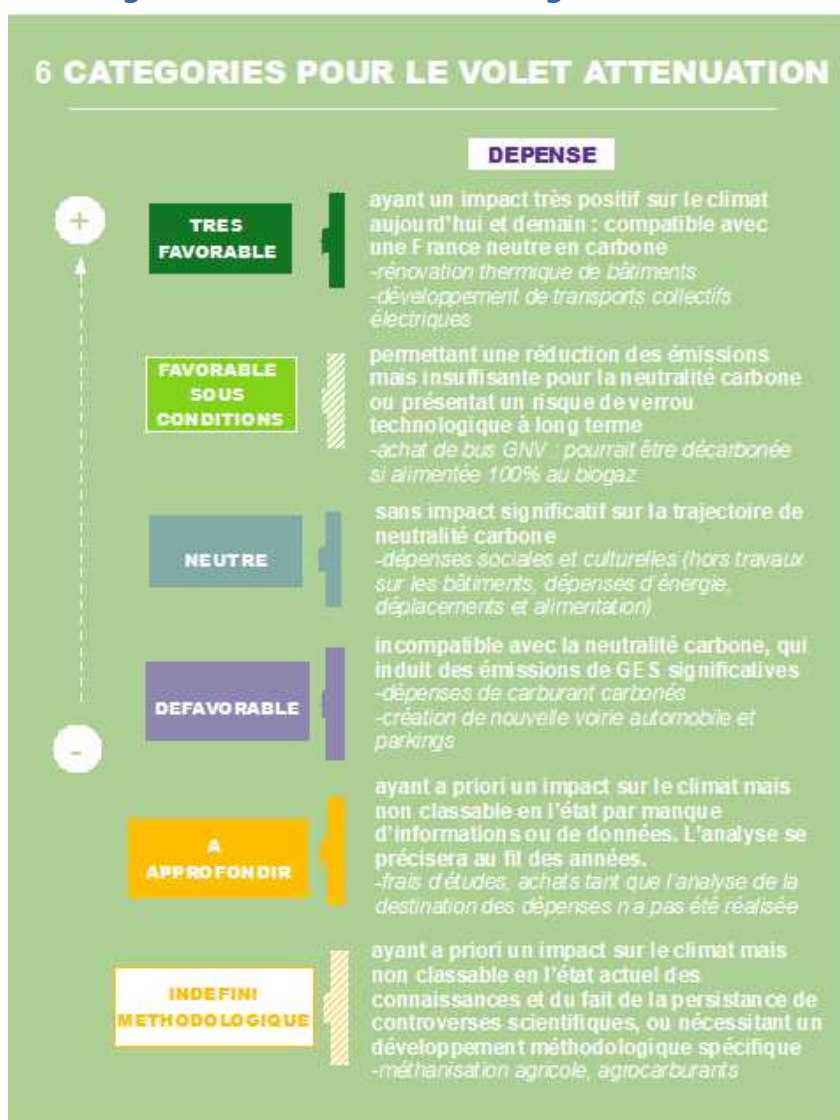 6 CATEGORIES POUR LE VOLET ATTENUATION
DEPENSE
+
TRES
FAVORABLE
ayant un impact très positif sur le climat
aujourd'hui et demain : compatible avec
une France neutre en carbone
-rénovation thermique de bâtiments
-développement de transports collectifs
électriques
FAVORABLE
SOUS
CONDITIONS
permettant une réduction des émissions
mais insuffisante pour la neutralité carbone
ou présentat un risque de verrou
technologique à long terme
-achat de bus GNV : pourrait être décarbonée
si alimentée 100% au biogaz
NEUTRE
sans impact significatif sur la trajectoire de
neutralité carbone
-dépenses sociales et culturelles (hors travaux
sur les bâtiments, dépenses d'énergie,
déplacements et alimentation)
DEFAVORABLE
incompatible avec la neutralité carbone, qui
induit des émissions de GES significatives
-dépenses de carburant carbonés
-création de nouvelle voirie automobile et
parkings
-
A
APPROFONDIR
ayant a priori un impact sur le climat mais
non classable en l'état par manque
d'informations ou de données. L'analyse se
précisera au fil des années.
-frais d'études, achats tant que l'analyse de la
destination des dépenses n'a pas été réalisée
INDEFINI
METHODOLOGIQUE
ayant a priori un impact sur le climat mais
non classable en l'état actuel des
connaissances et du fait de la persistance de
controverses scientifiques, ou nécessitant un
développement méthodologique spécifique
-méthanisation agricole, agrocarburants